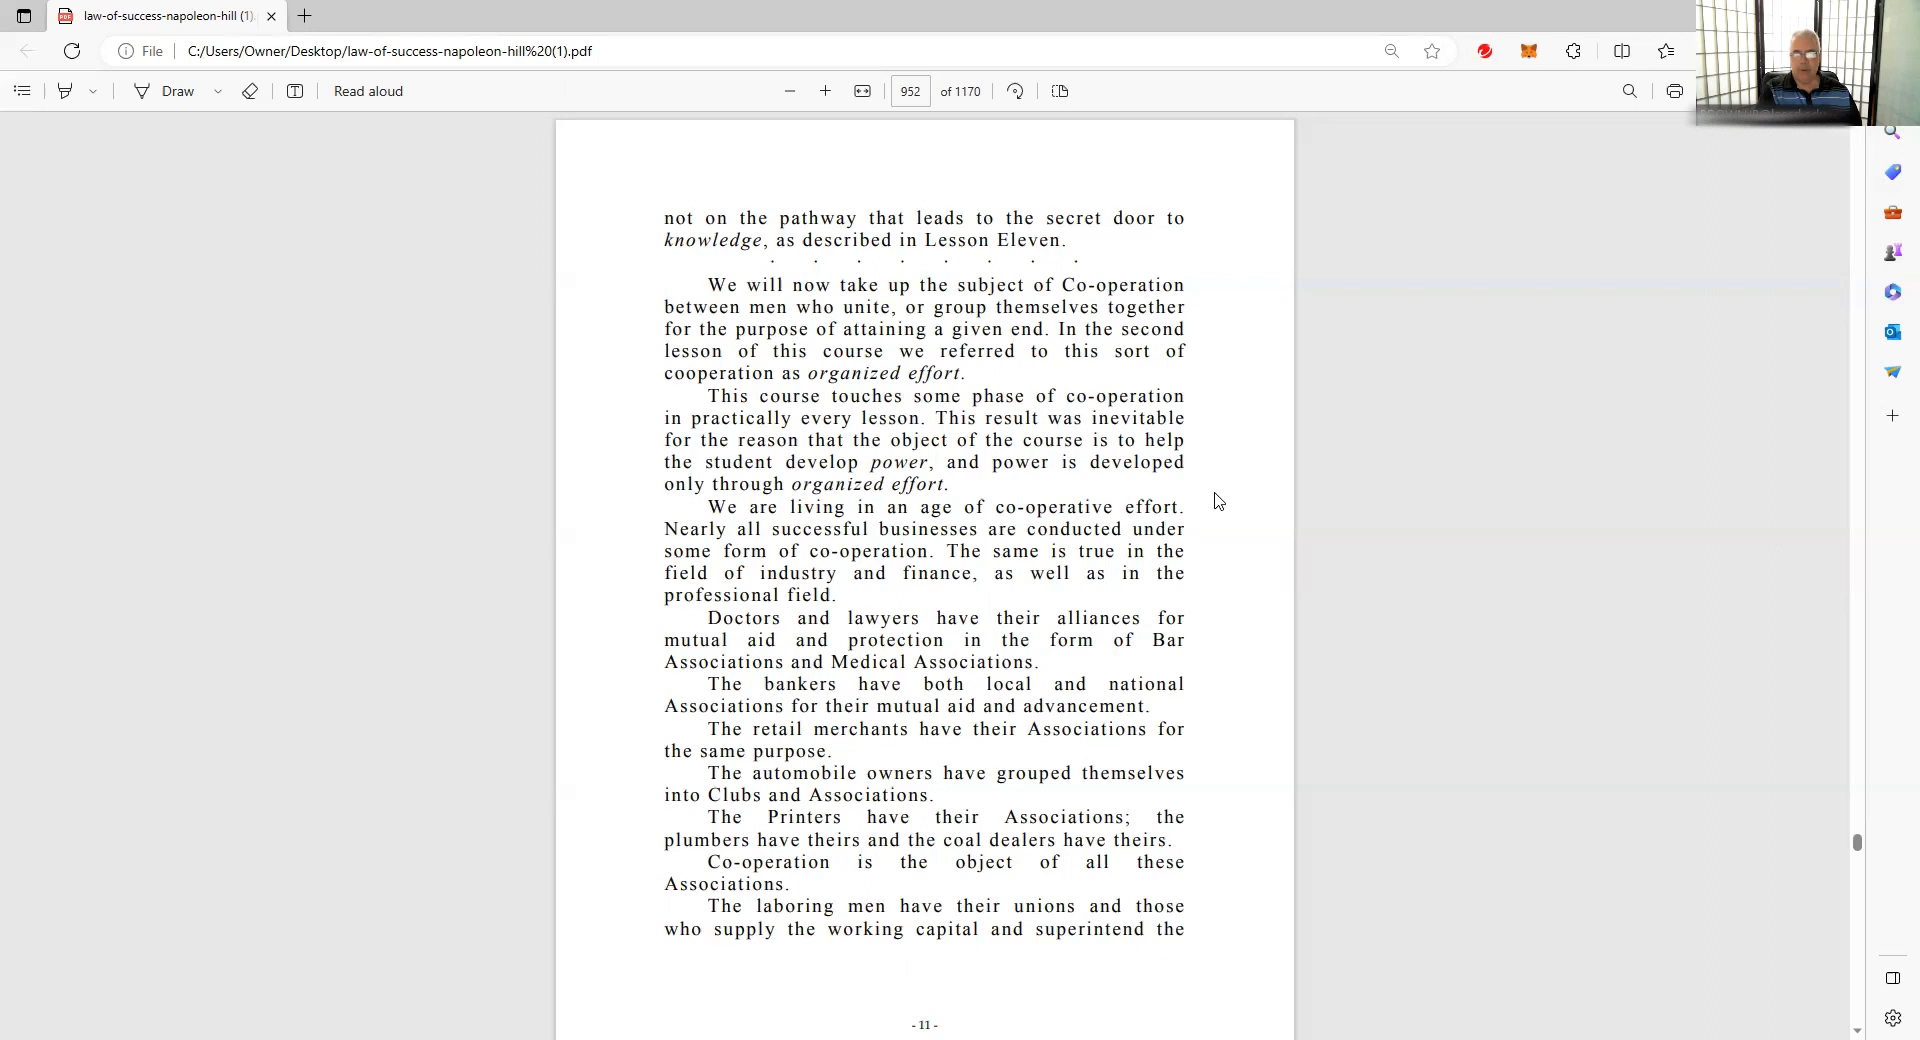 law-of-success-napoleon-hill (1).
File
C:/Users/Owner/Desktop/law-of-success-napoleon-hill%20(1).pdf
Draw
Read aloud
952 of 1170
not on the pathway that leads to the secret door to
knowledge, as described in Lesson Eleven.
. . . . . . . .
We will now take up the subject of Co-operation
between men who unite, or group themselves together
for the purpose of attaining a given end. In the second
lesson of this course we referred to this sort of
cooperation as organized effort.
This course touches some phase of co-operation
in practically every lesson. This result was inevitable
for the reason that the object of the course is to help
the student develop power, and power is developed
only through organized effort.
We are living in an age of co-operative effort.
Nearly all successful businesses are conducted under
some form of co-operation. The same is true in the
field of industry and finance, as well as in the
professional field.
Doctors and lawyers have their alliances for
mutual aid and protection in the form of Bar
Associations and Medical Associations.
The bankers have both local and national
Associations for their mutual aid and advancement.
The retail merchants have their Associations for
the same purpose.
The automobile owners have grouped themselves
into Clubs and Associations.
The Printers have their Associations; the
plumbers have theirs and the coal dealers have theirs.
Co-operation is the object of all these
Associations.
The laboring men have their unions and those
who supply the working capital and superintend the
- 11 -